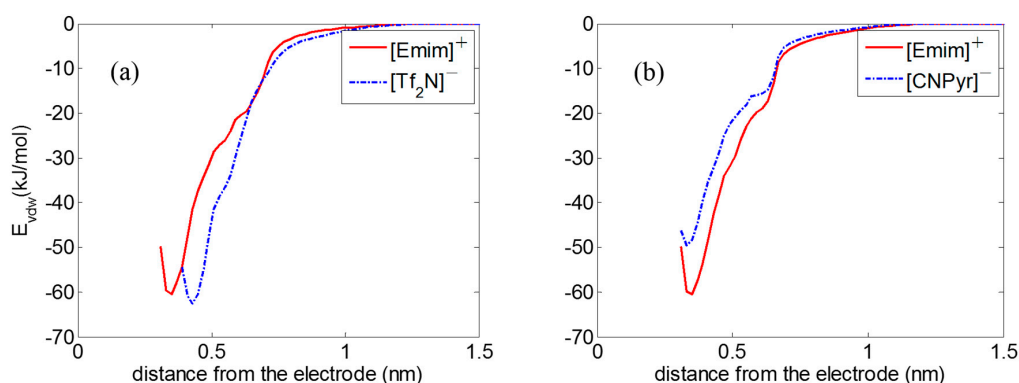 0
-10
-20
-30
-40
-50
-60
-70
E_vdw(kJ/mol)
(a)
[Emim]⁺
[Tf₂N]⁻
0
0.5
1
1.5
distance from the electrode (nm)
0
-10
-20
-30
-40
-50
-60
-70
(b)
[Emim]⁺
[CNPyr]⁻
0
0.5
1
1.5
distance from the electrode (nm)